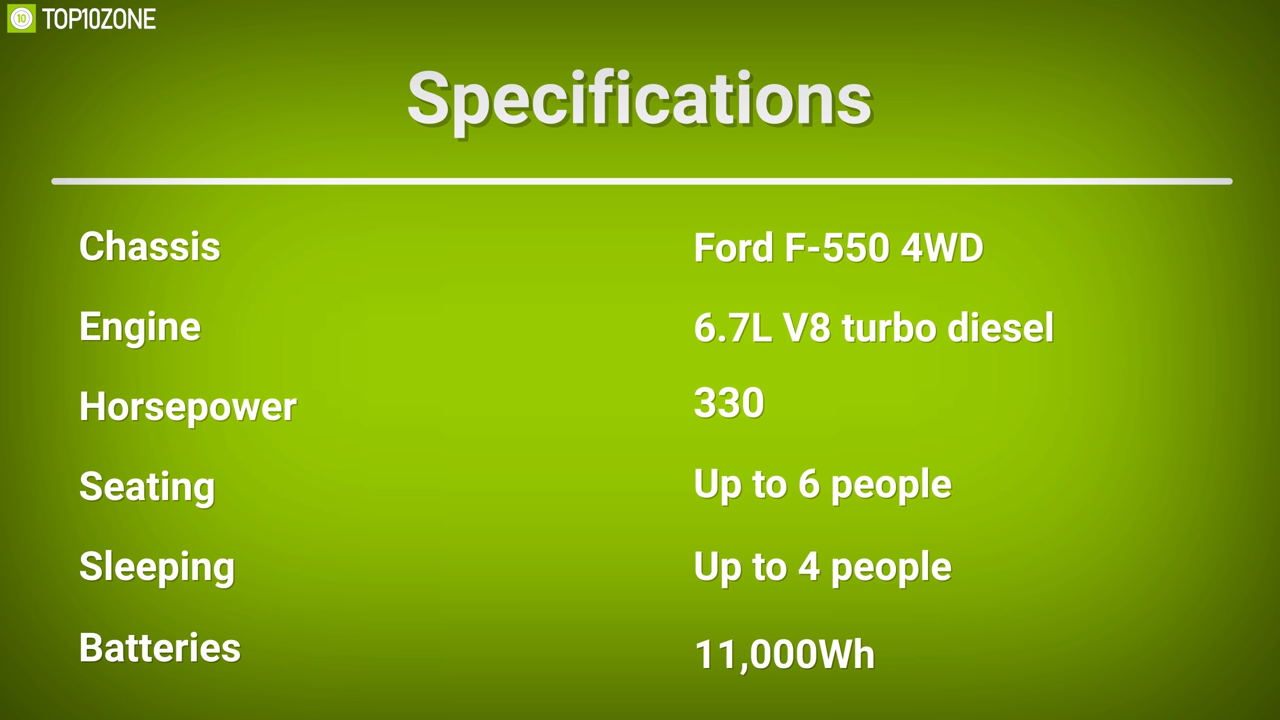 10 TOP10ZONE
Specifications
Chassis Ford F-550 4WD
Engine 6.7L V8 turbo diesel
Horsepower 330
Seating Up to 6 people
Sleeping Up to 4 people
Batteries 11,000Wh